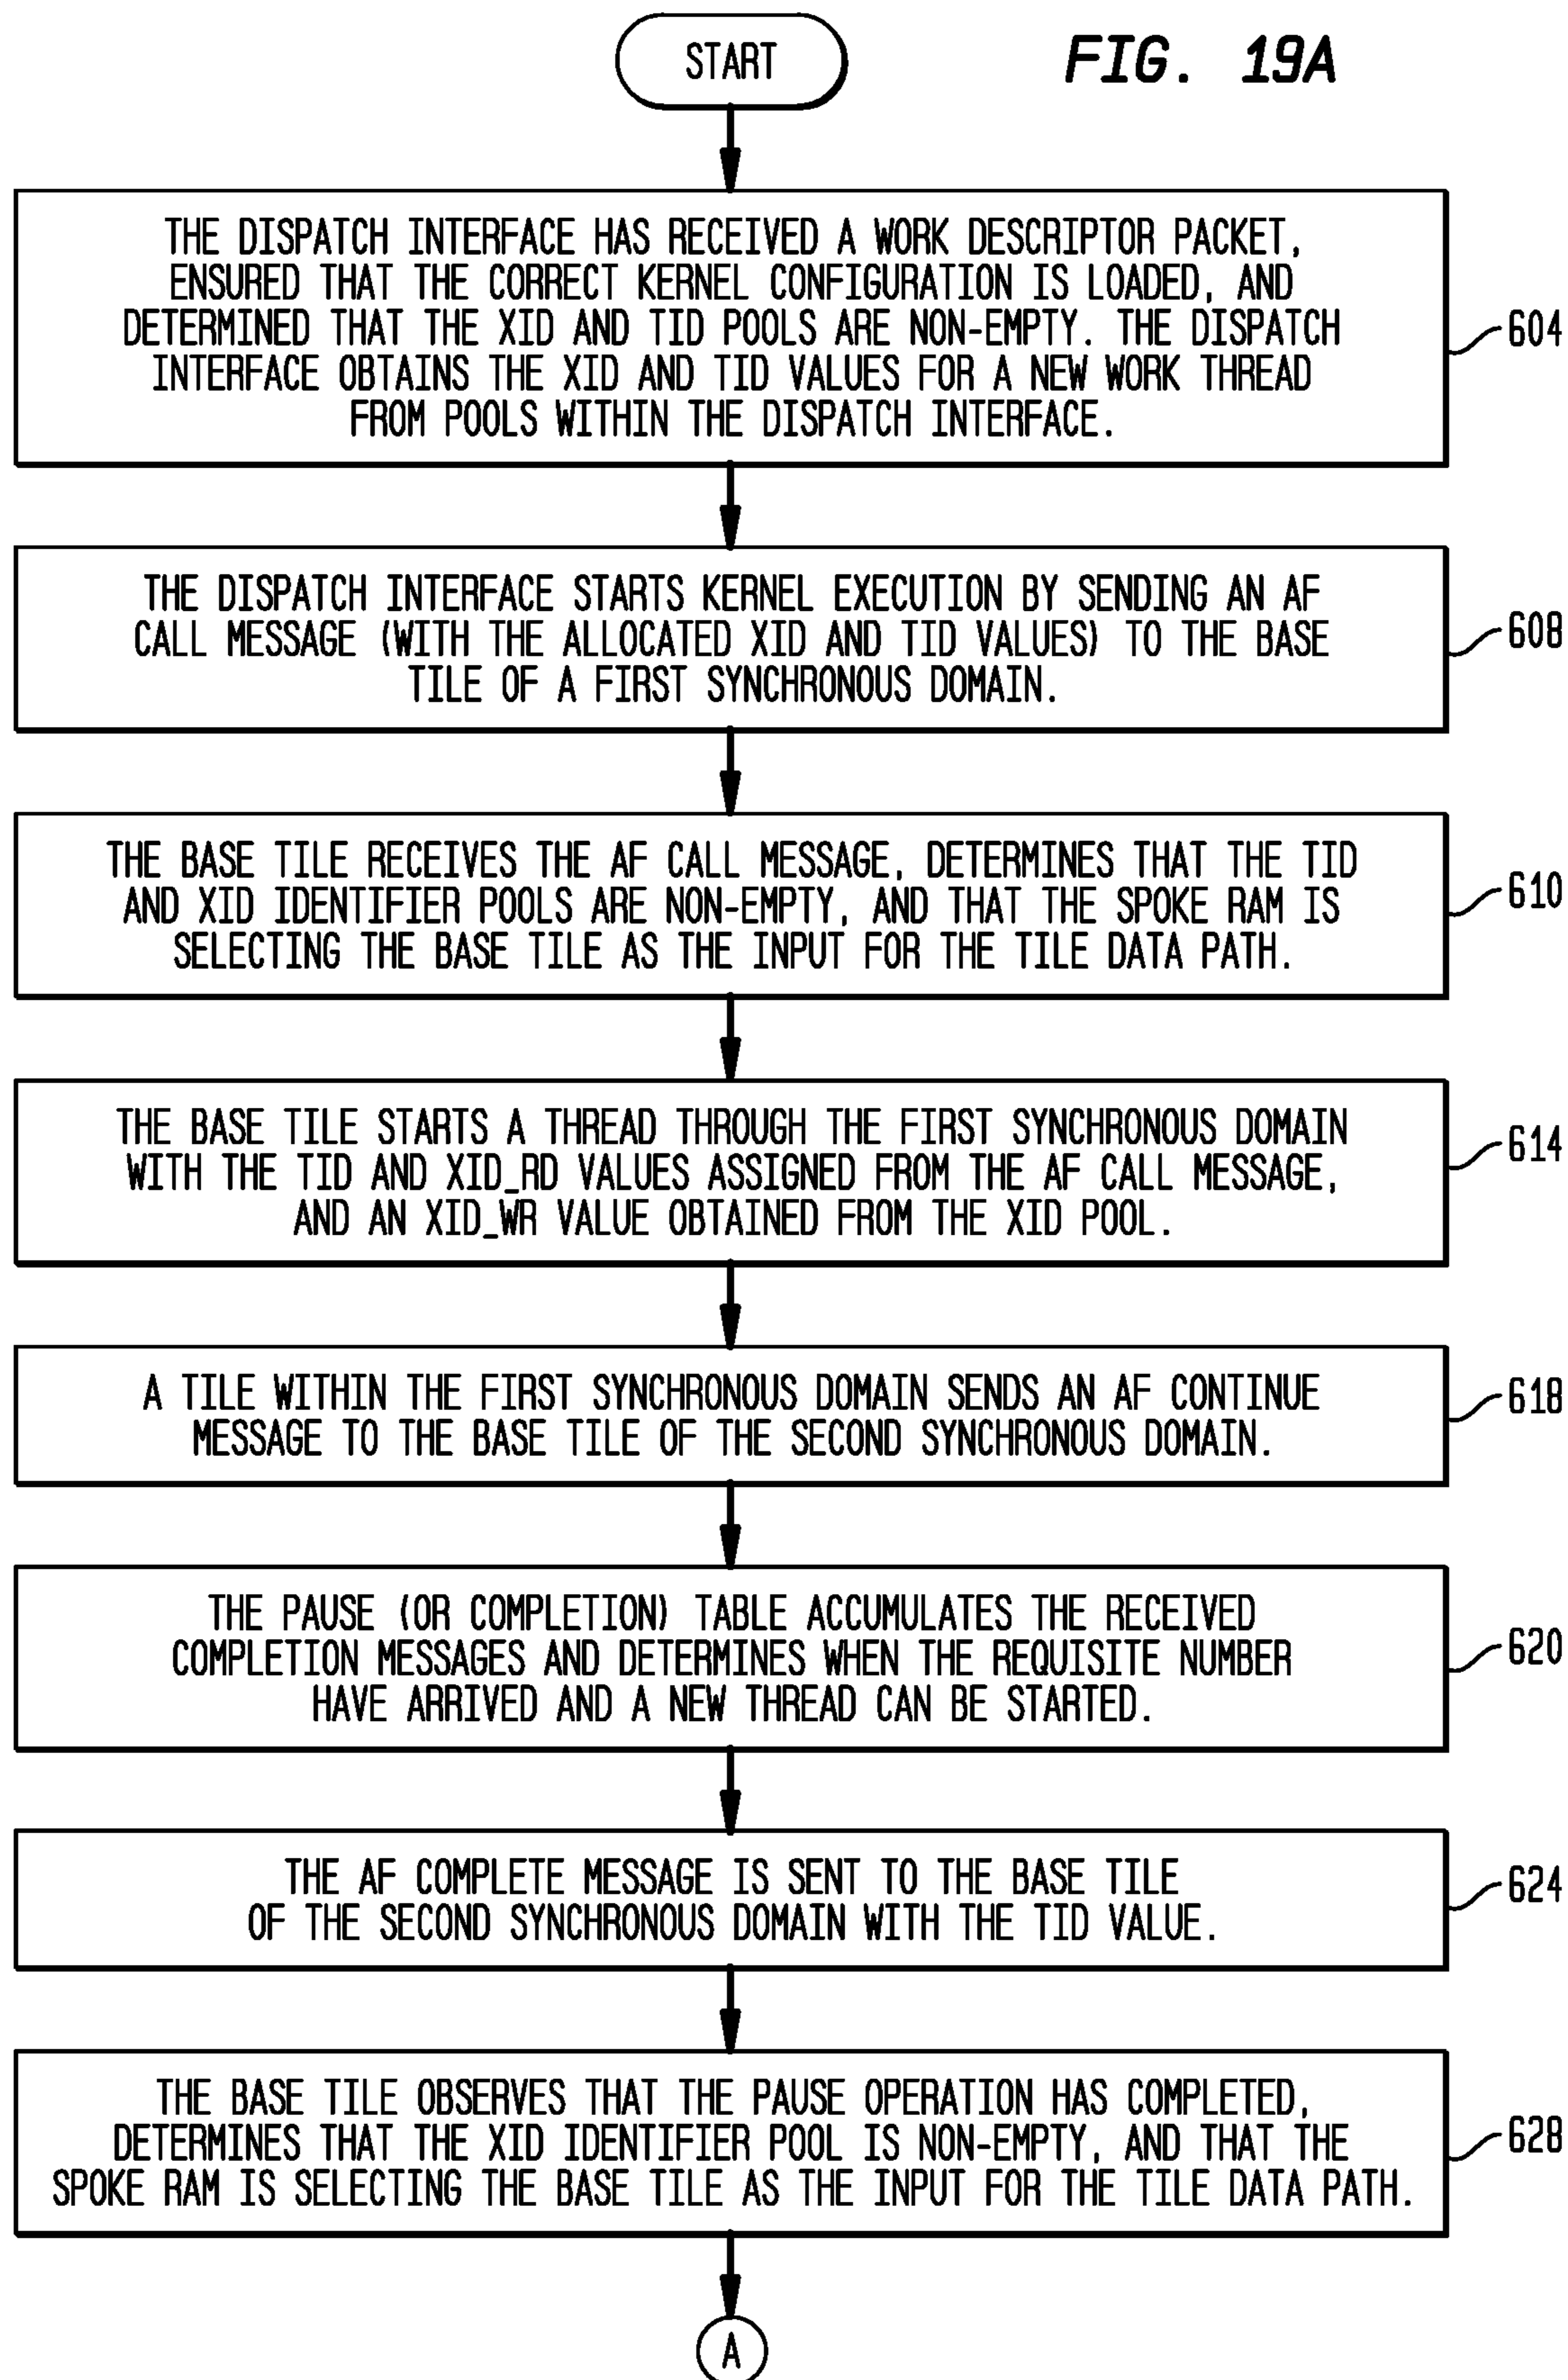 START
FIG. 19A
THE DISPATCH INTERFACE HAS RECEIVED A WORK DESCRIPTOR PACKET,
ENSURED THAT THE CORRECT KERNEL CONFIGURATION IS LOADED, AND
DETERMINED THAT THE XID AND TID POOLS ARE NON-EMPTY. THE DISPATCH
INTERFACE OBTAINS THE XID AND TID VALUES FOR A NEW WORK THREAD
FROM POOLS WITHIN THE DISPATCH INTERFACE.
604
THE DISPATCH INTERFACE STARTS KERNEL EXECUTION BY SENDING AN AF
CALL MESSAGE (WITH THE ALLOCATED XID AND TID VALUES) TO THE BASE
TILE OF A FIRST SYNCHRONOUS DOMAIN.
608
THE BASE TILE RECEIVES THE AF CALL MESSAGE, DETERMINES THAT THE TID
AND XID IDENTIFIER POOLS ARE NON-EMPTY, AND THAT THE SPOKE RAM IS
SELECTING THE BASE TILE AS THE INPUT FOR THE TILE DATA PATH.
610
THE BASE TILE STARTS A THREAD THROUGH THE FIRST SYNCHRONOUS DOMAIN
WITH THE TID AND XID_RD VALUES ASSIGNED FROM THE AF CALL MESSAGE,
AND AN XID_WR VALUE OBTAINED FROM THE XID POOL.
614
A TILE WITHIN THE FIRST SYNCHRONOUS DOMAIN SENDS AN AF CONTINUE
MESSAGE TO THE BASE TILE OF THE SECOND SYNCHRONOUS DOMAIN.
618
THE PAUSE (OR COMPLETION) TABLE ACCUMULATES THE RECEIVED
COMPLETION MESSAGES AND DETERMINES WHEN THE REQUISITE NUMBER
HAVE ARRIVED AND A NEW THREAD CAN BE STARTED.
620
THE AF COMPLETE MESSAGE IS SENT TO THE BASE TILE
OF THE SECOND SYNCHRONOUS DOMAIN WITH THE TID VALUE.
624
THE BASE TILE OBSERVES THAT THE PAUSE OPERATION HAS COMPLETED,
DETERMINES THAT THE XID IDENTIFIER POOL IS NON-EMPTY, AND THAT THE
SPOKE RAM IS SELECTING THE BASE TILE AS THE INPUT FOR THE TILE DATA PATH.
628
A